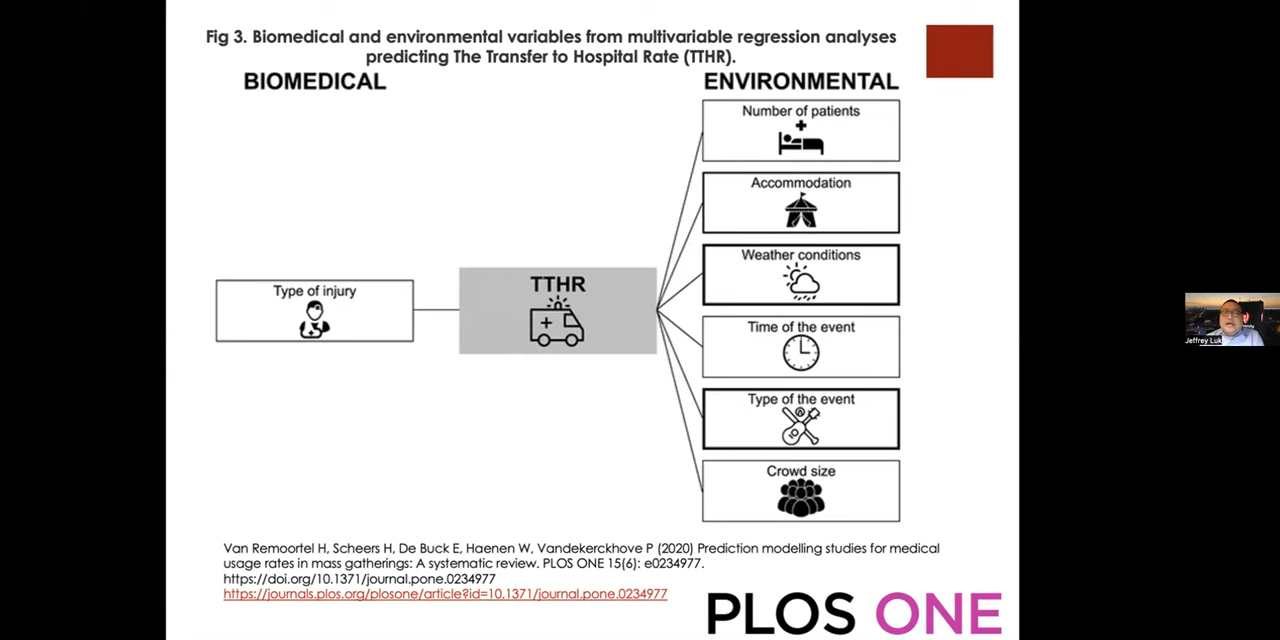 Fig 3. Biomedical and environmental variables from multivariable regression analyses
predicting The Transfer to Hospital Rate (TTHR).
BIOMEDICAL
ENVIRONMENTAL
Type of injury
TTHR
Number of patients
Accommodation
Weather conditions
Time of the event
Type of the event
Crowd size
Van Remoortel H, Scheers H, De Buck E, Haenen W, Vandekerckhove P (2020) Prediction modelling studies for medical
usage rates in mass gatherings: A systematic review. PLOS ONE 15(6): e0234977.
https://doi.org/10.1371/journal.pone.0234977
https://journals.plos.org/plosone/article?id=10.1371/journal.pone.0234977
PLOS ONE
Jeffrey Luk